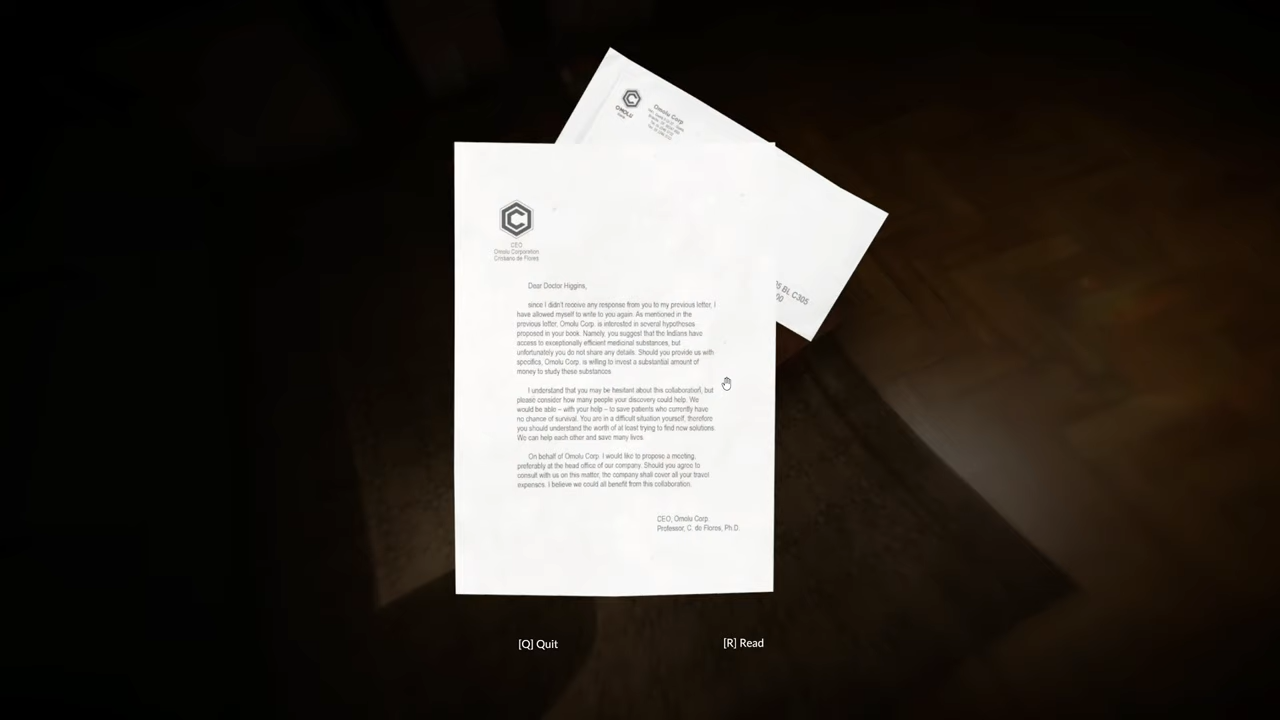 OMOLU
Omolu Corp
CEO
Omolu Corporation
Cristiano de Flores
Dear Doctor Higgins,
since I didn't receive any response from you to my previous letter, I
have allowed myself to write to you again. As mentioned in the
previous letter, Omolu Corp. is interested in several hypotheses
proposed in your book. Namely, you suggest that the Indians have
access to exceptionally efficient medicinal substances, but
unfortunately you do not share any details. Should you provide us with
specifics, Omolu Corp. is willing to invest a substantial amount of
money to study these substances.
I understand that you may be hesitant about this collaboration, but
please consider how many people your discovery could help. We
would be able – with your help – to save patients who currently have
no chance of survival. You are in a difficult situation yourself, therefore
you should understand the worth of at least trying to find new solutions.
We can help each other and save many lives.
On behalf of Omolu Corp. I would like to propose a meeting,
preferably at the head office of our company. Should you agree to
consult with us on this matter, the company shall cover all your travel
expenses. I believe we could all benefit from this collaboration.
CEO, Omolu Corp.
Professor, C. de Flores, Ph.D.
BL C305
00
[Q] Quit
[R] Read